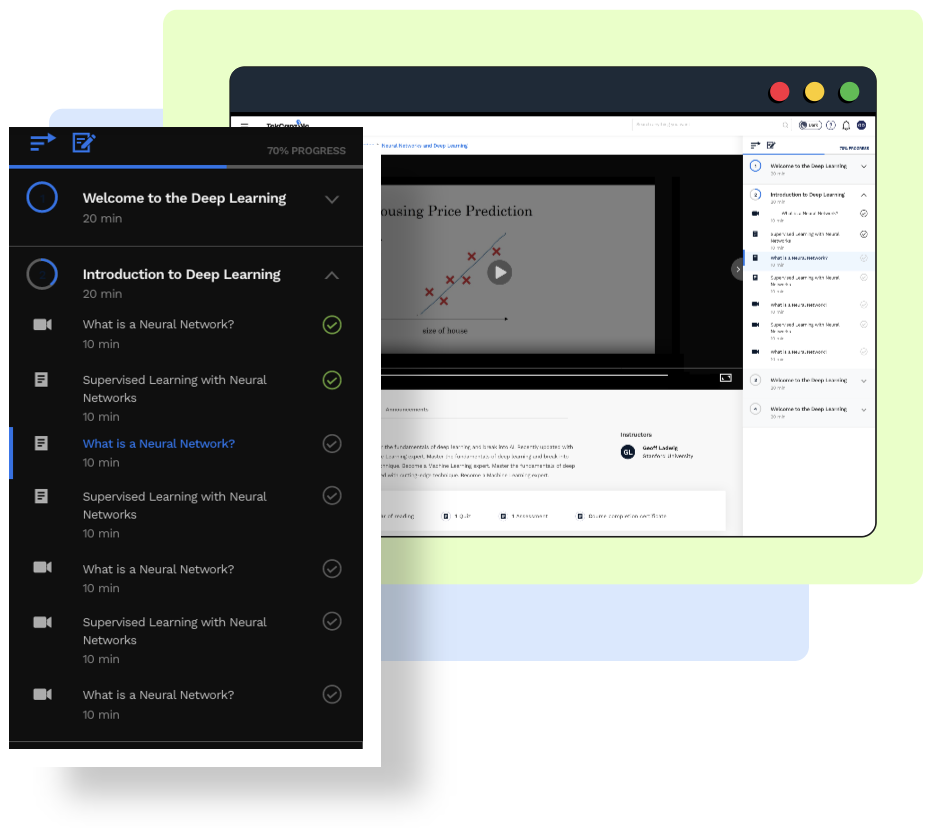 70% PROGRESS
Welcome to the Deep Learning
20 min
Introduction to Deep Learning
20 min
What is a Neural Network?
10 min
Supervised Learning with Neural
Networks
10 min
What is a Neural Network?
10 min
Supervised Learning with Neural
Networks
10 min
What is a Neural Network?
10 min
Supervised Learning with Neural
Networks
10 min
What is a Neural Network?
10 min
Neural Networks and Deep Learning
ousing Price Prediction
size of house
Announcements
the fundamentals of deep learning and break into AI. Recently updated with
Learning expert. Master the fundamentals of deep learning and break into
hnique. Become a Machine Learning expert. Master the fundamentals of deep
d with cutting-edge technique. Become a Machine Learning expert.
Instructors
GL
Geoff Ladwig
Stanford University
of reading
1 Quit
1 Assessment
Course completion certificate
70% PROGRESS
1
Welcome to the Deep Learning
20 min
2
Introduction to Deep Learning
20 min
What is a Neural Network?
10 min
Supervised Learning with Neural
Networks
10 min
What is a Neural Network?
10 min
Supervised Learning with Neural
Networks
10 min
What is a Neural Network?
10 min
Supervised Learning with Neural
Networks
10 min
What is a Neural Network?
10 min
3
Welcome to the Deep Learning
20 min
Welcome to the Deep Learning
20 min